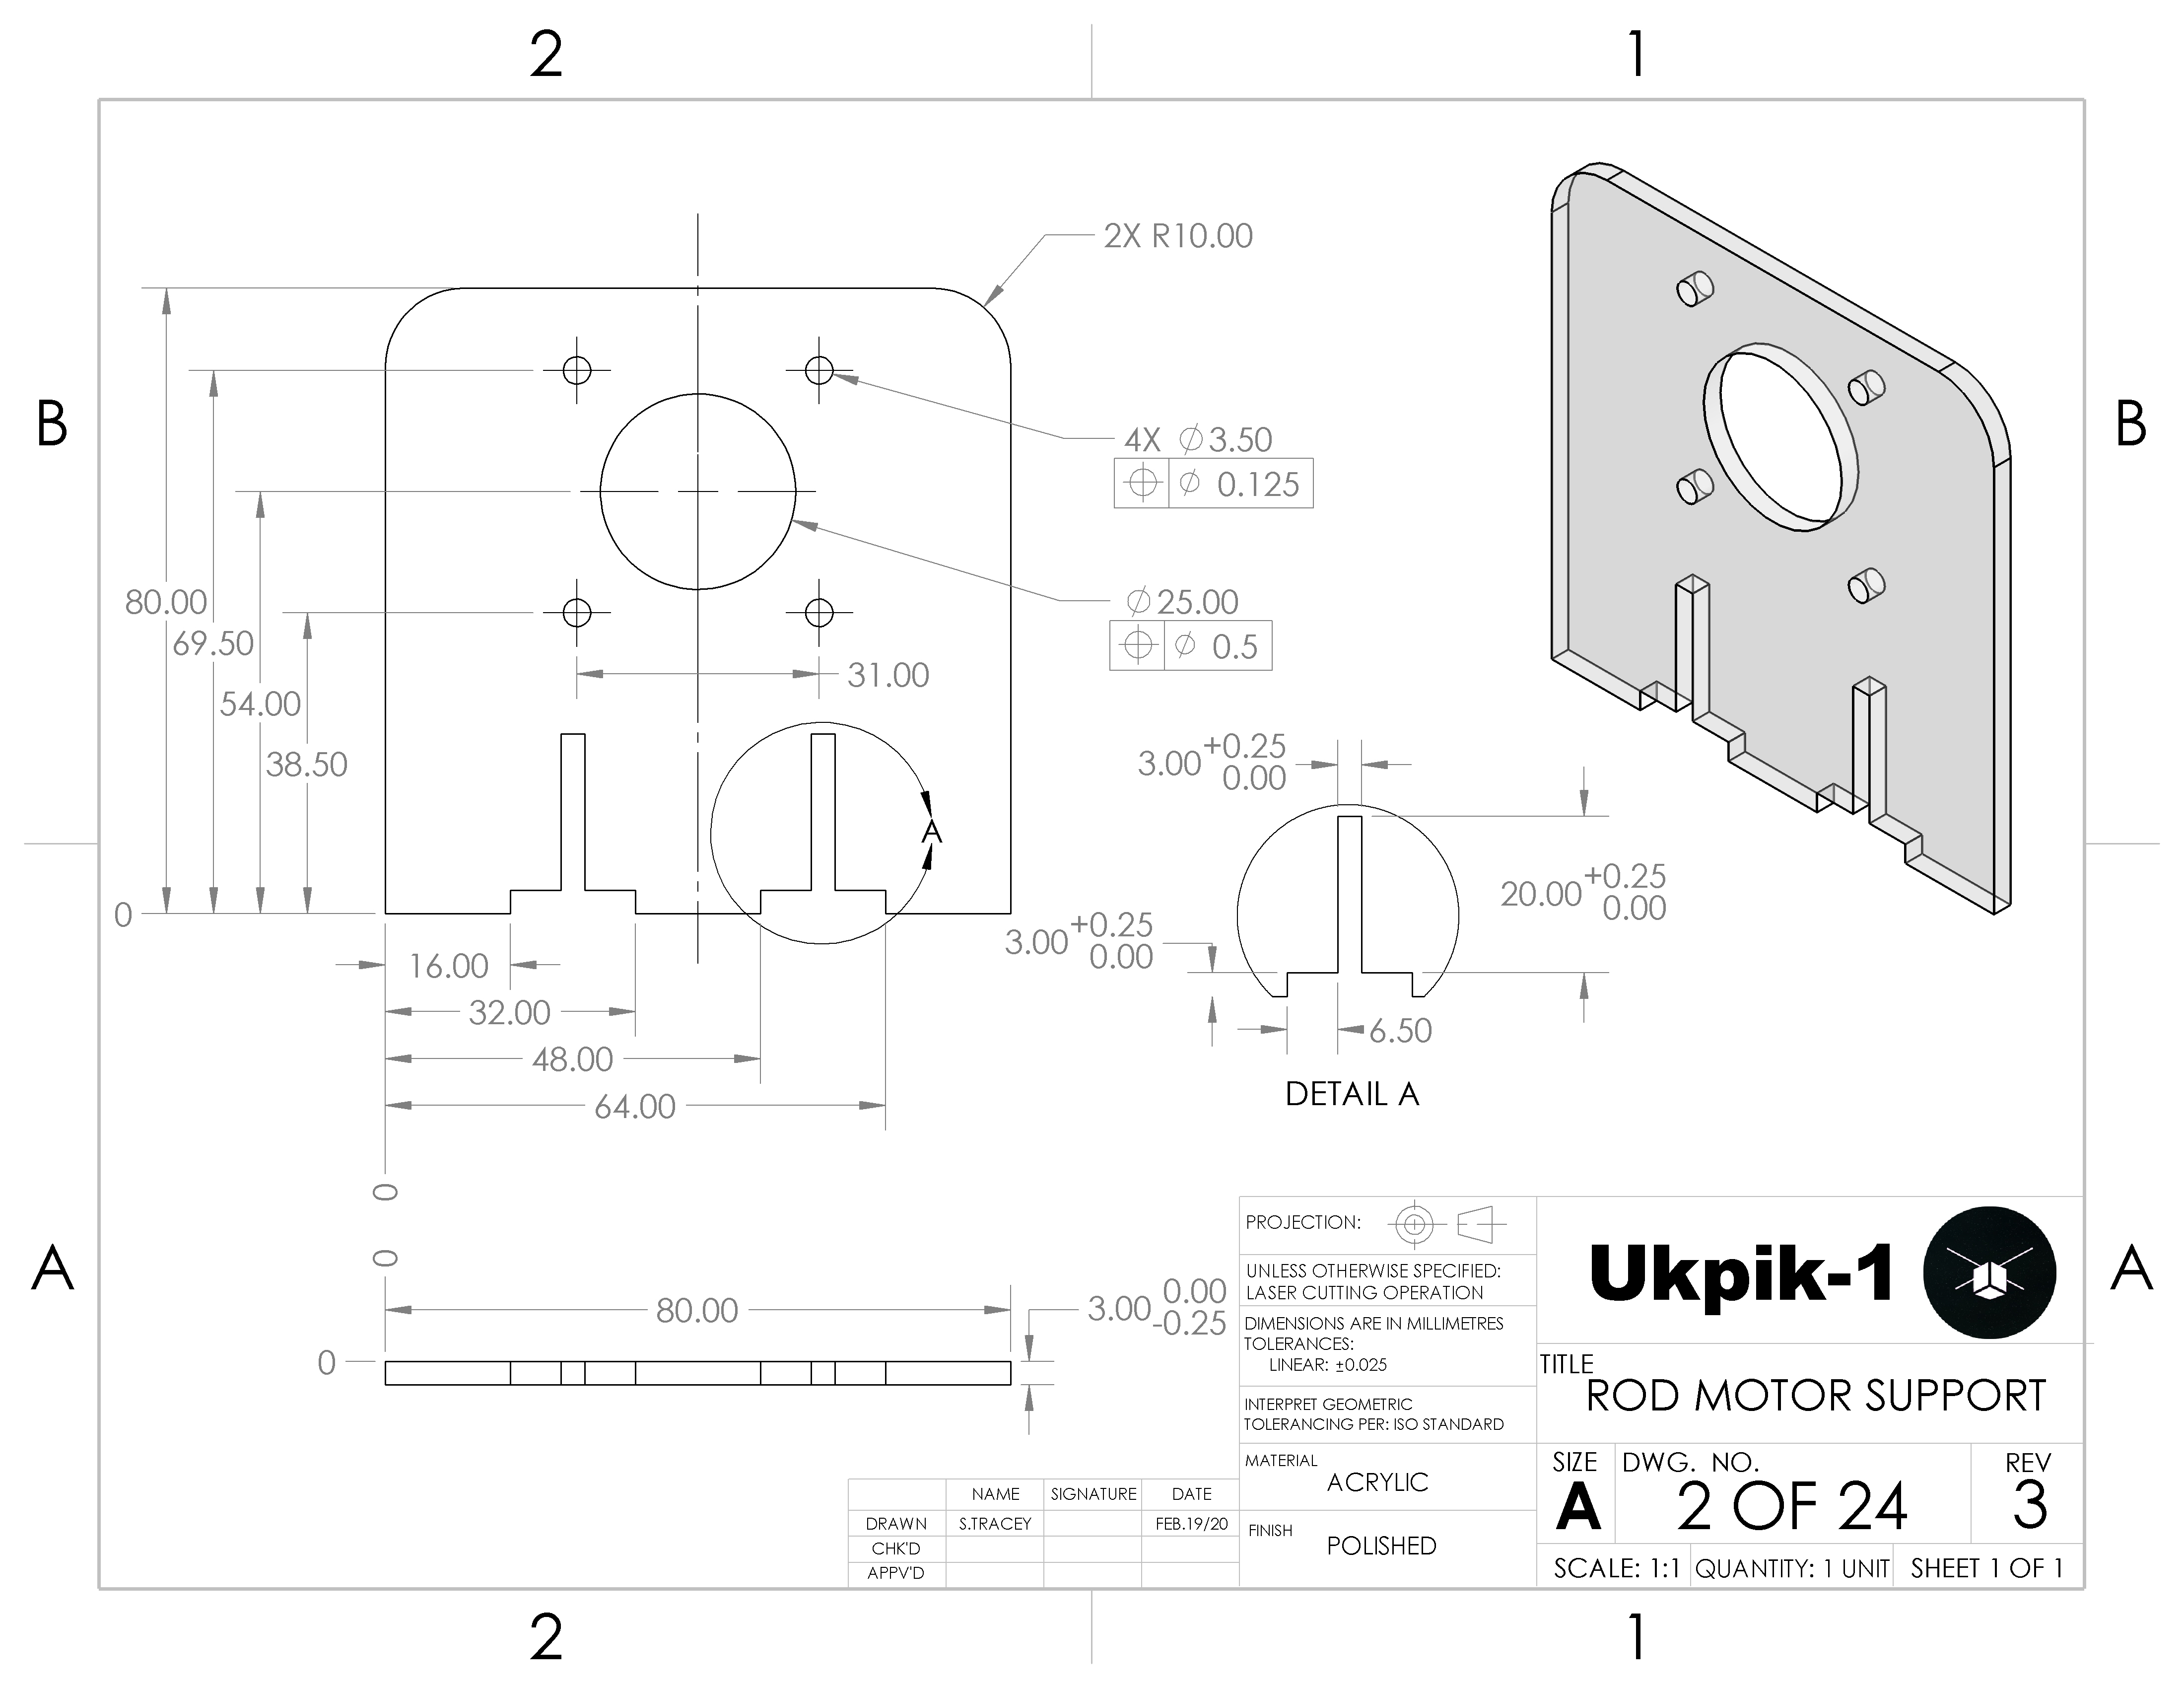 2
1
B
B
2X R10.00
4X ⌀3.50
⌖ ⌀ 0.125
80.00
⌀25.00
69.50
⌖ ⌀ 0.5
31.00
54.00
38.50
3.00 +0.25 0.00
A
20.00 +0.25 0.00
0
3.00 +0.25 0.00
16.00
32.00
6.50
48.00
DETAIL A
64.00
0
0
A
A
80.00
3.00 0.00 -0.25
0
PROJECTION:
UNLESS OTHERWISE SPECIFIED:
LASER CUTTING OPERATION
DIMENSIONS ARE IN MILLIMETRES
TOLERANCES:
LINEAR: ±0.025
INTERPRET GEOMETRIC
TOLERANCING PER: ISO STANDARD
MATERIAL
ACRYLIC
FINISH
POLISHED
Ukpik-1
TITLE
ROD MOTOR SUPPORT
SIZE
A
DWG. NO.
2 OF 24
REV
3
SCALE: 1:1
QUANTITY: 1 UNIT
SHEET 1 OF 1
NAME SIGNATURE DATE
DRAWN S.TRACEY FEB.19/20
CHK'D
APPV'D
2
1